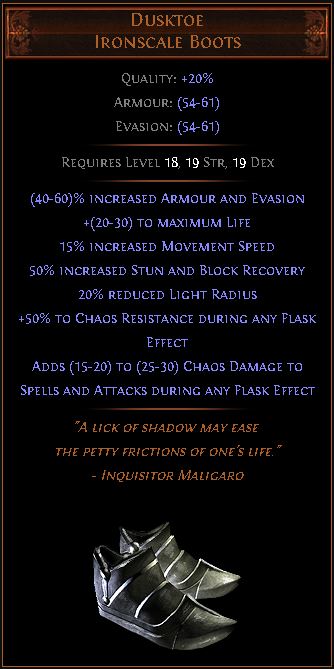 Dusktoe
Ironscale Boots
Quality: +20%
Armour: (54-61)
Evasion: (54-61)
Requires Level 18, 19 Str, 19 Dex
(40-60)% increased Armour and Evasion
+(20-30) to maximum Life
15% increased Movement Speed
50% increased Stun and Block Recovery
20% reduced Light Radius
+50% to Chaos Resistance during any Flask
Effect
Adds (15-20) to (25-30) Chaos Damage to
Spells and Attacks during any Flask Effect
"A lick of shadow may ease
the petty frictions of one's life."
- Inquisitor Maligaro